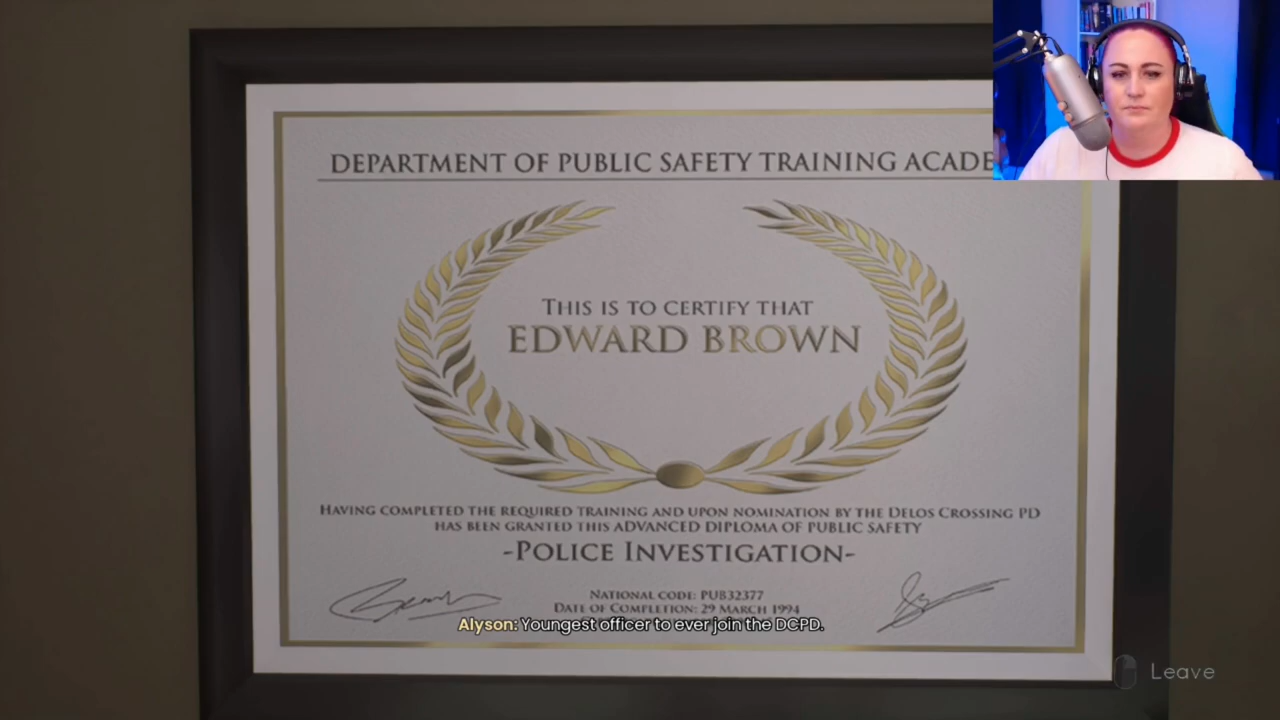 DEPARTMENT OF PUBLIC SAFETY TRAINING ACADE
THIS IS TO CERTIFY THAT
EDWARD BROWN
HAVING COMPLETED THE REQUIRED TRAINING AND UPON NOMINATION BY THE DELOS CROSSING PD
HAS BEEN GRANTED THIS ADVANCED DIPLOMA OF PUBLIC SAFETY
-POLICE INVESTIGATION-
NATIONAL CODE: PUB32377
DATE OF COMPLETION: 29 MARCH 1994
Alyson: Youngest officer to ever join the DCPD.
Leave